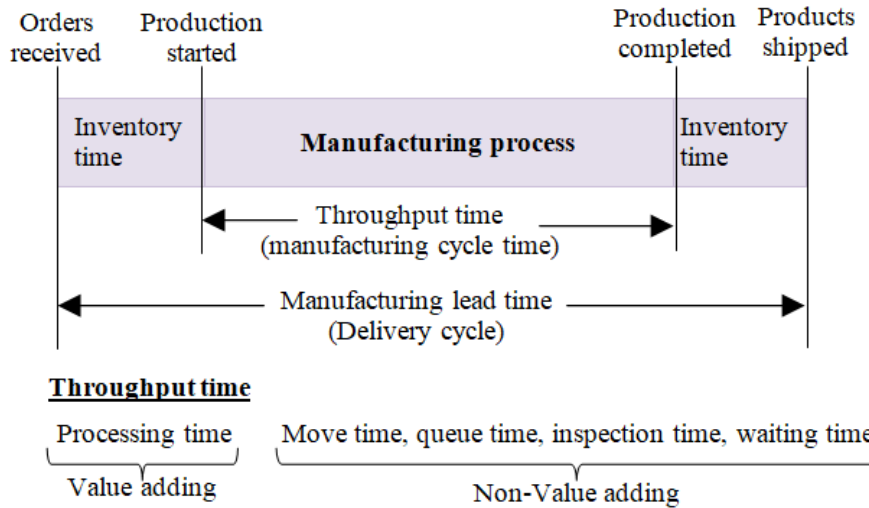 Orders received
Production started
Production completed
Products shipped
Inventory time
Manufacturing process
Inventory time
Throughput time
(manufacturing cycle time)
Manufacturing lead time
(Delivery cycle)
Throughput time
Processing time
Move time, queue time, inspection time, waiting time
Value adding
Non-Value adding